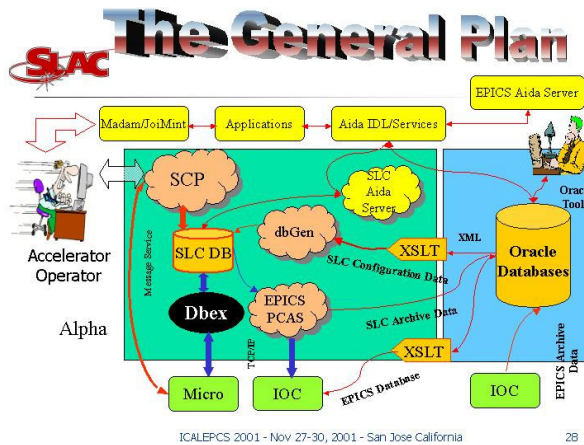 The General Plan
SLAC
EPICS Aida Server
Madam/JoiMint
Applications
Aida IDL/Services
SCP
SLC
Aida
Server
Orac
Tool
Accelerator
Operator
Message Service
SLC DB
dbGen
XSLT
XML
Oracle
Databases
SLC Configuration Data
Dbex
EPICS
PCAS
SLC Archive Data
Alpha
TCP/IP
XSLT
EPICS Database
EPICS Archive
Data
Micro
IOC
IOC
ICALEPCS 2001 - Nov 27-30, 2001 - San Jose California
28